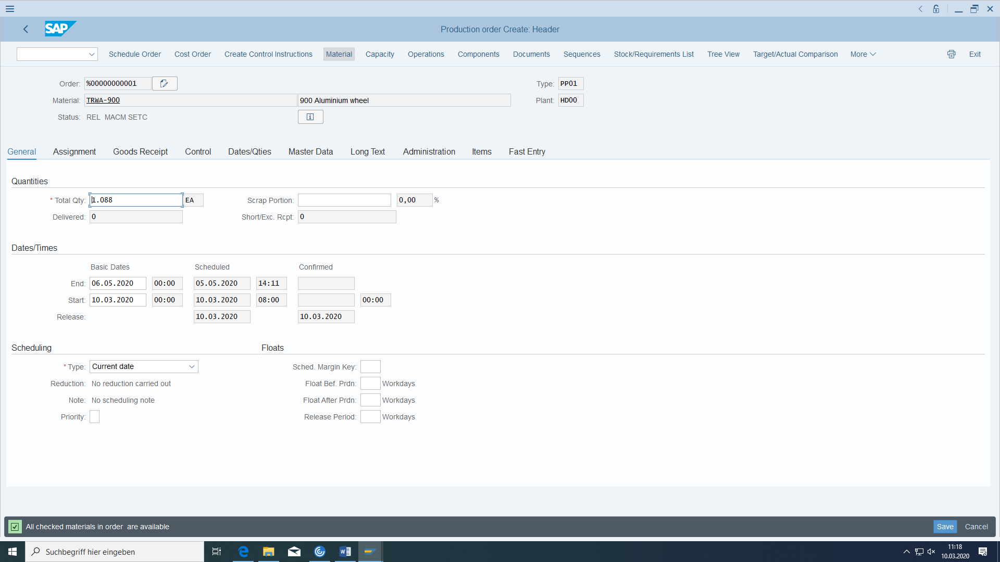 SAP Production order Create: Header
Schedule Order Cost Order Create Control Instructions Material Capacity Operations Components Documents Sequences Stock/Requirements List Tree View Target/Actual Comparison More Exit
Order: %00000000001 Type: PP01
Material: TRWA-900 900 Aluminium wheel Plant: HD00
Status: REL MACM SETC
General Assignment Goods Receipt Control Dates/Qties Master Data Long Text Administration Items Fast Entry
Quantities
* Total Qty: 1.088 EA Scrap Portion: 0,00 %
Delivered: 0 Short/Exc. Rcpt: 0
Dates/Times
Basic Dates Scheduled Confirmed
End: 06.05.2020 00:00 05.05.2020 14:11
Start: 10.03.2020 00:00 10.03.2020 08:00 00:00
Release: 10.03.2020 10.03.2020
Scheduling Floats
* Type: Current date Sched. Margin Key:
Reduction: No reduction carried out Float Bef. Prdn: Workdays
Note: No scheduling note Float After Prdn: Workdays
Priority: Release Period: Workdays
All checked materials in order are available Save Cancel
Suchbegriff hier eingeben 11:18
10.03.2020